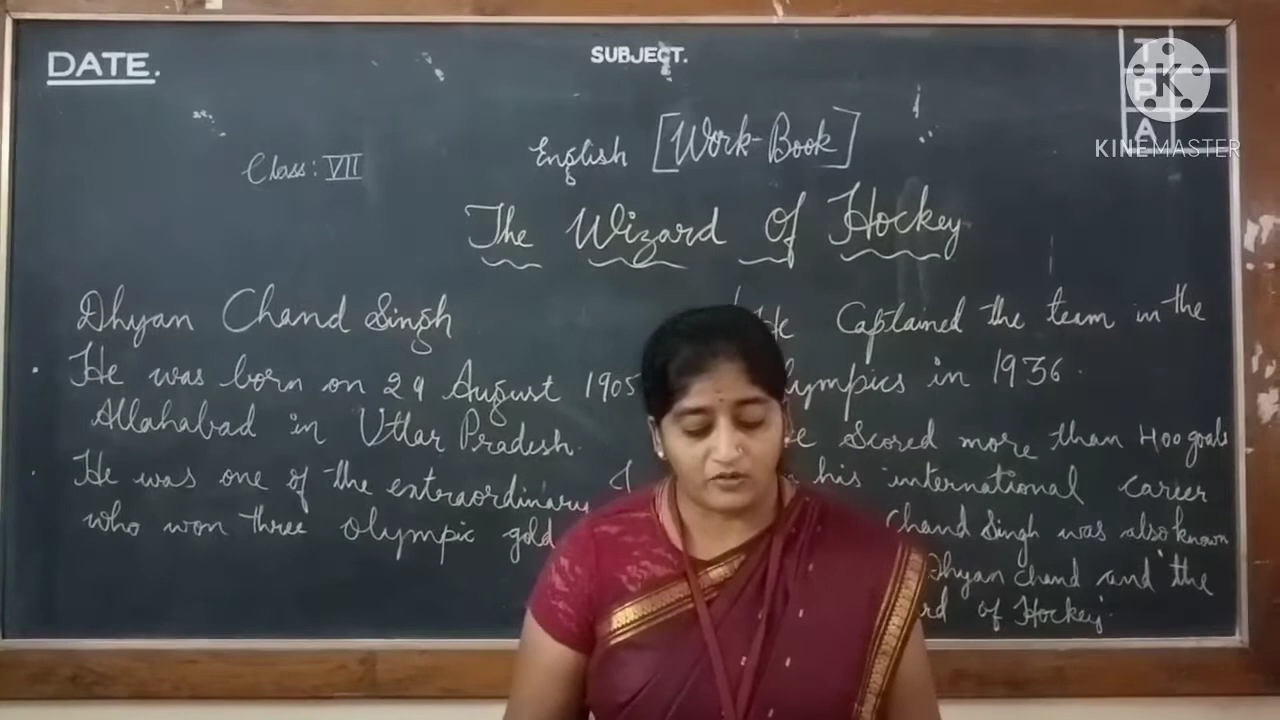 DATE.
SUBJECT.
T
P
A
K
KINEMASTER
Class: VII
English [Work-Book]
The Wizard Of Hockey
Dhyan Chand Singh
. He was born on 29 August 1905
Allahabad in Uttar Pradesh.
. He was one of the extraordinary
who won three olympic gold
He Captained the team in the
lympics in 1936.
e Scored more than 400 goals
his international career
Chand Singh was also known
Dhyan Chand and 'the
rd of Hockey'